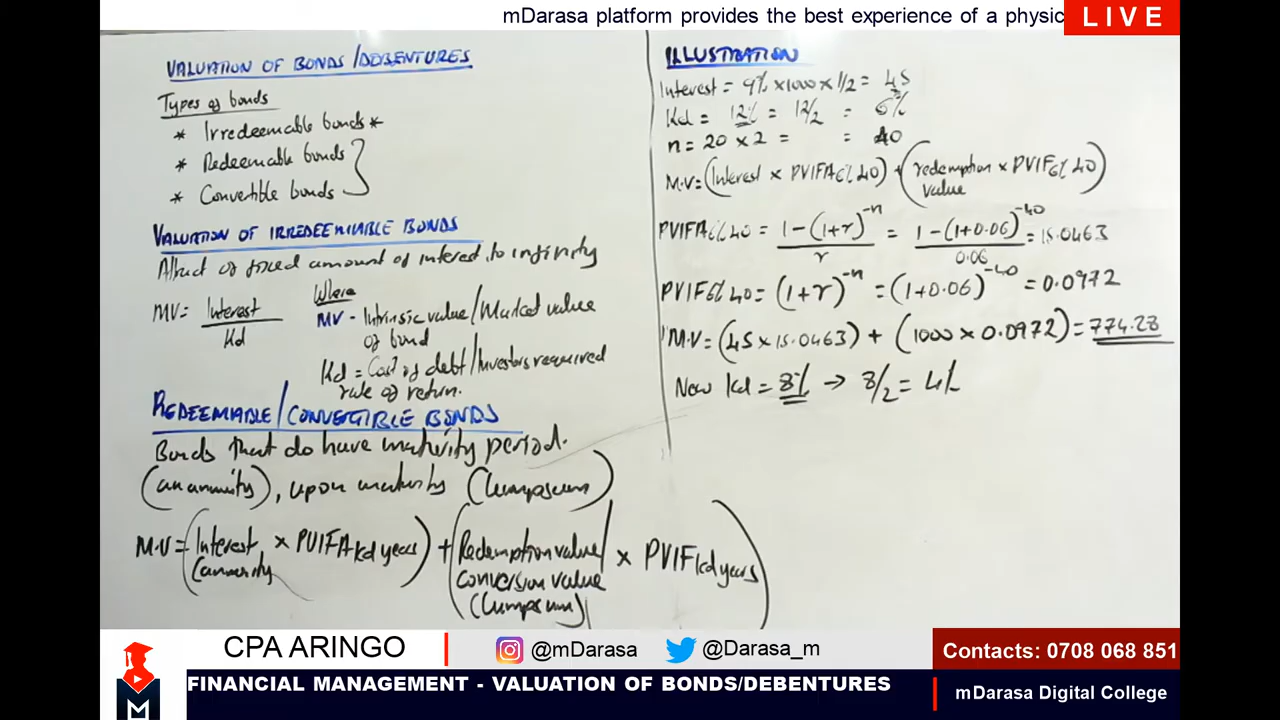 mDarasa platform provides the best experience of a physic
LIVE
VALUATION OF BONDS/DEBENTURES
Types of bonds
* Irredeemable bonds *
* Redeemable bonds
* Convertible bonds
VALUATION OF IRREDEEMABLE BONDS
Attract of fixed amount of interest to infinity
MV = Interest
Kd
Where
MV - Intrinsic value/Market value
of bond
Kd = Cost of debt/Investors required
rate of return.
REDEEMABLE/CONVERTIBLE BONDS
Bonds that do have maturity period.
(an annuity), upon maturity (lumpsum)
M.V = (Interest × PVIFA kd years) + (Redemption value/ × PVIF kd years)
(annuity
conversion value
(lumpsum)
ILLUSTRATION
Interest = 9% × 1000 × 1/2 = 45
Kd = 12% = 12/2 = 6%
n = 20 × 2 = = 40
M.V = (Interest × PVIFA 6% 40) + (redemption × PVIF 6% 40)
value
PVIFA 6% 40 = 1-(1+r)^-n / r = 1-(1+0.06)^-40 / 0.06 = 15.0463
PVIF 6% 40 = (1+r)^-n = (1+0.06)^-40 = 0.0972
M.V = (45 × 15.0463) + (1000 × 0.0972) = 774.28
New Kd = 8% → 8/2 = 4%
CPA ARINGO
@mDarasa
@Darasa_m
Contacts: 0708 068 851
FINANCIAL MANAGEMENT - VALUATION OF BONDS/DEBENTURES
mDarasa Digital College